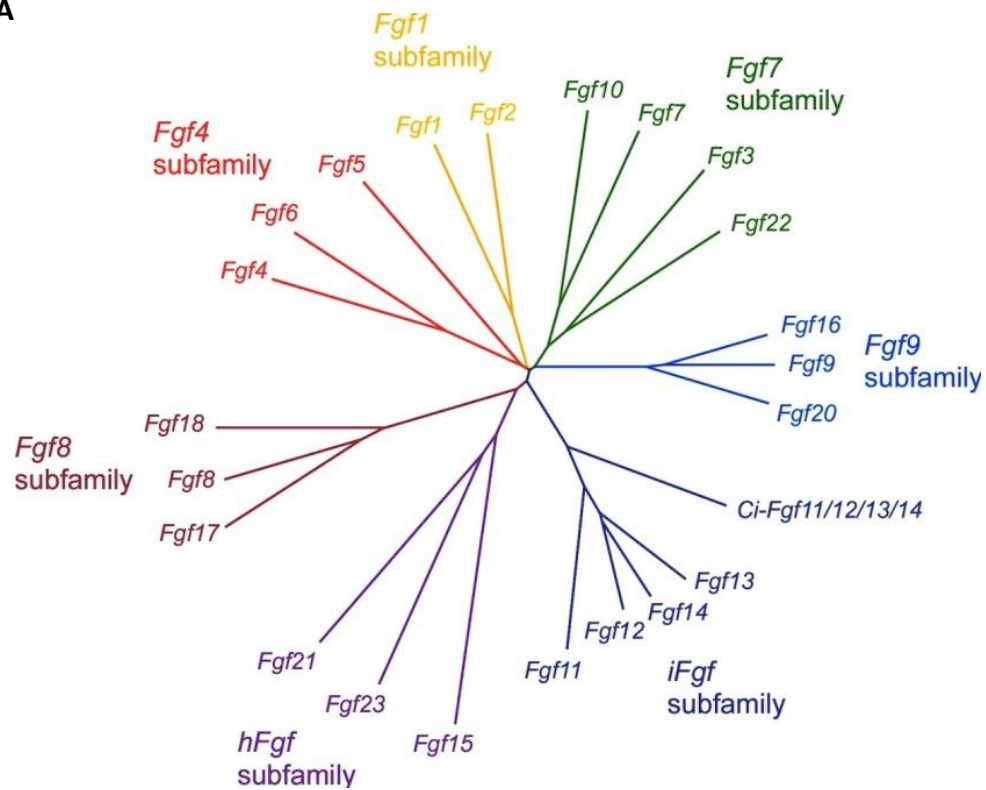 A
Fgf1
subfamily
Fgf7
subfamily
Fgf10
Fgf7
Fgf2
Fgf1
Fgf4
subfamily
Fgf5
Fgf3
Fgf6
Fgf22
Fgf4
Fgf16
Fgf9
Fgf9
subfamily
Fgf20
Fgf18
Fgf8
subfamily
Fgf8
Fgf17
Ci-Fgf11/12/13/14
Fgf13
Fgf14
Fgf12
Fgf11
iFgf
subfamily
Fgf21
Fgf23
Fgf15
hFgf
subfamily